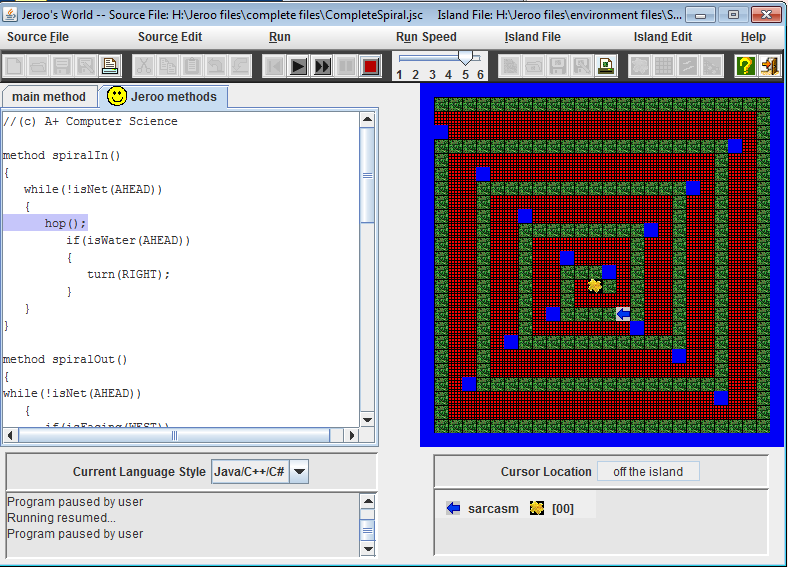 Jeroo's World -- Source File: H:\Jeroo files\complete files\CompleteSpiral.jsc    Island File: H:\Jeroo files\environment files\S...
Source File    Source Edit    Run    Run Speed    Island File    Island Edit    Help
1 2 3 4 5 6
main method    Jeroo methods
//(c) A+ Computer Science
method spiralIn()
{
while(!isNet(AHEAD))
{
hop();
if(isWater(AHEAD))
{
turn(RIGHT);
}
}
}
method spiralOut()
{
while(!isNet(AHEAD))
{
if(isFacing(WEST))
Current Language Style    Java/C++/C#
Program paused by user
Running resumed...
Program paused by user
Cursor Location    off the island
sarcasm    [00]